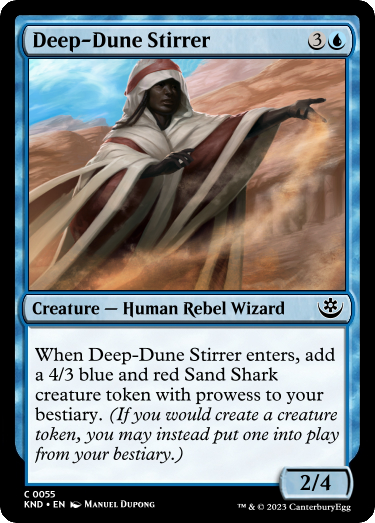 Deep-Dune Stirrer 3
Creature — Human Rebel Wizard
When Deep-Dune Stirrer enters, add
a 4/3 blue and red Sand Shark
creature token with prowess to your
bestiary. (If you would create a creature
token, you may instead put one into play
from your bestiary.)
2/4
C 0055
KND • EN Manuel Dupong
™ & © 2023 CanterburyEgg